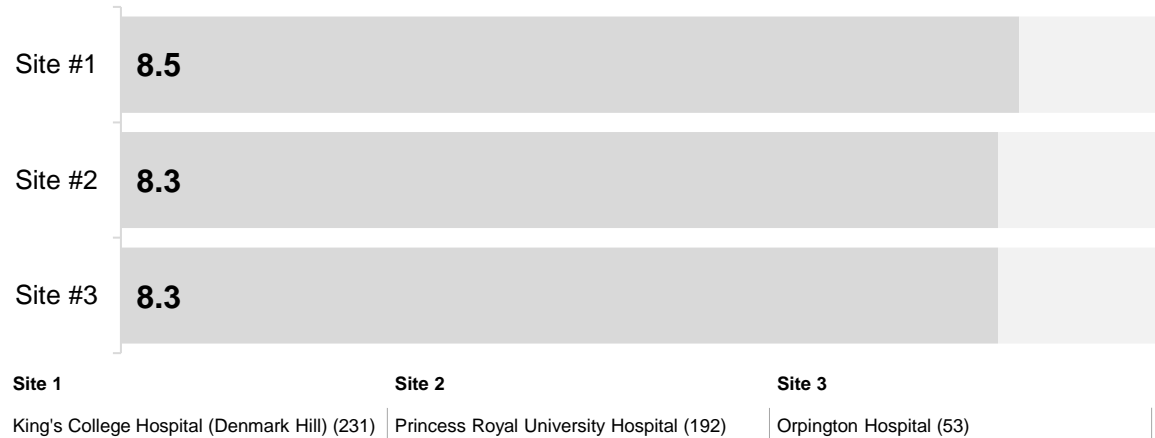 Site #1 8.5
Site #2 8.3
Site #3 8.3
Site 1 Site 2 Site 3
King's College Hospital (Denmark Hill) (231) Princess Royal University Hospital (192) Orpington Hospital (53)